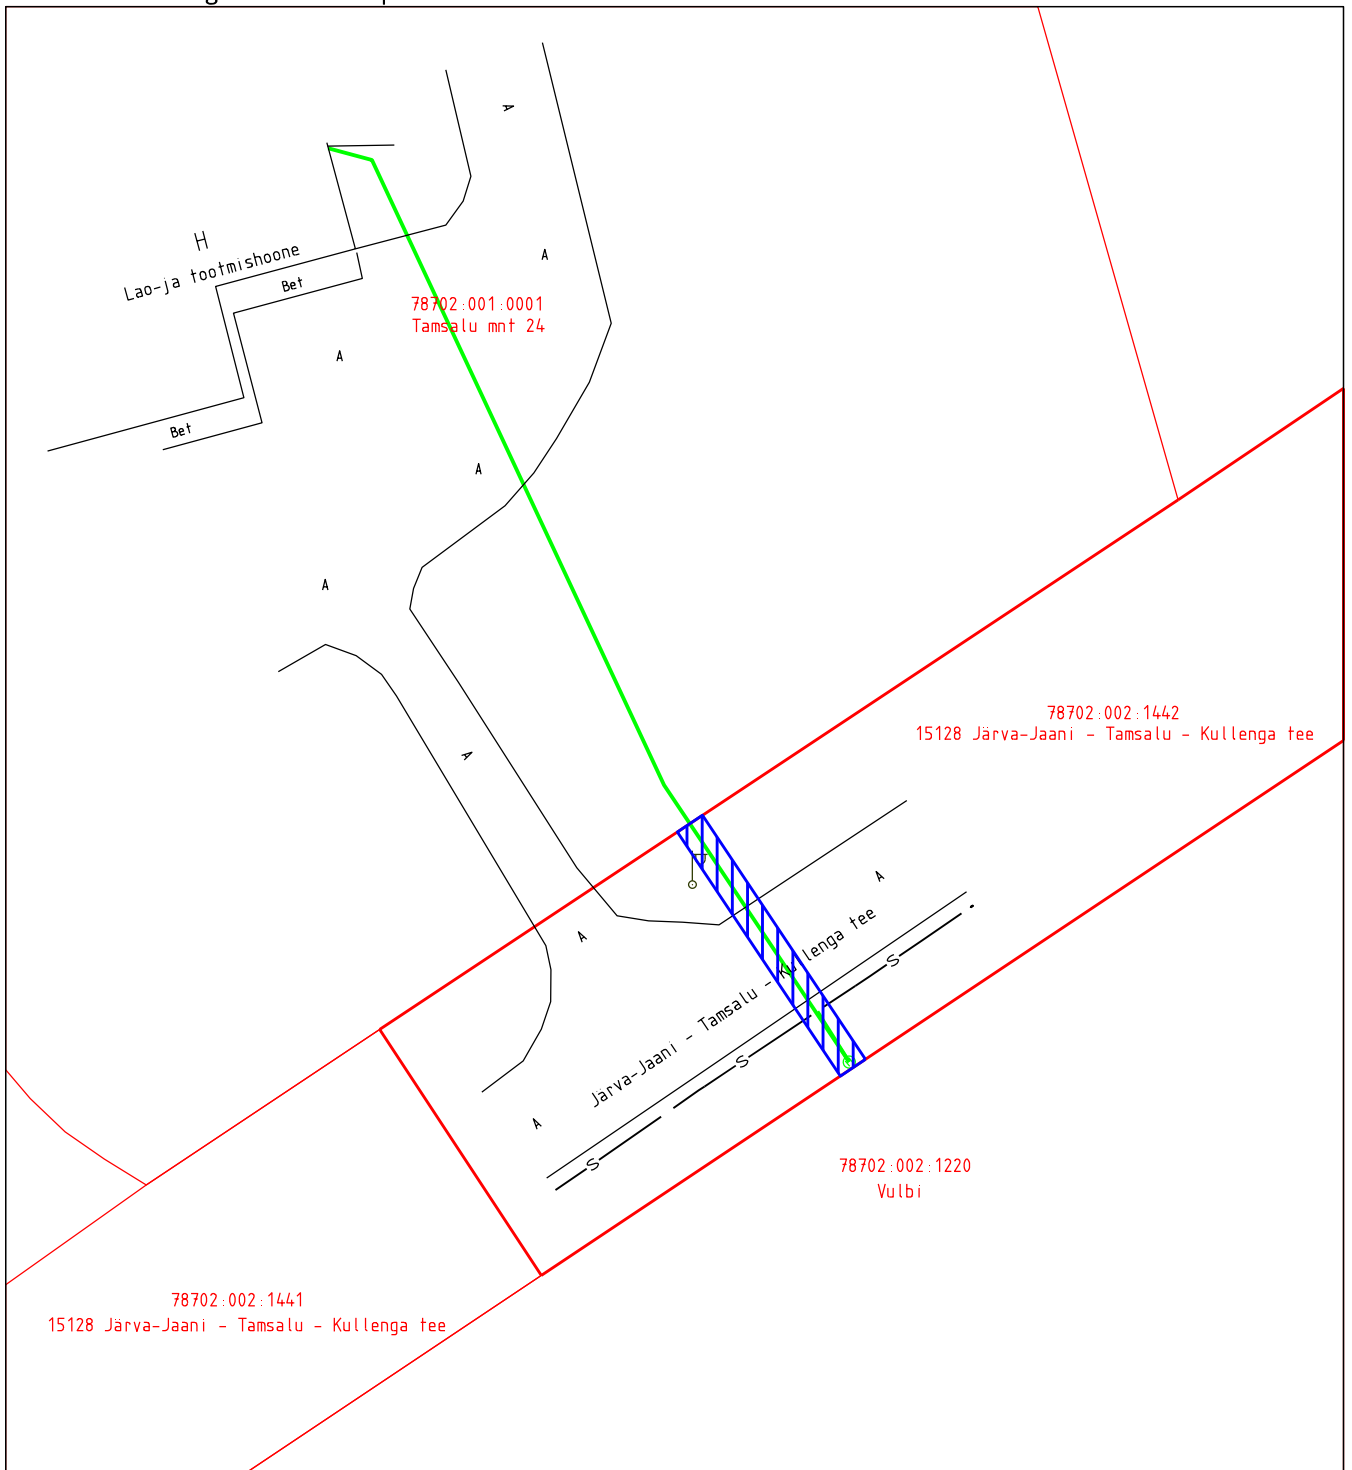 A
H
Lao-ja tootmishoone
A
Bet
78702:001:0001
Tamsalu mnt 24
A
Bet
A
A
78702:002:1442
15128 Järva-Jaani - Tamsalu - Kullenga tee
A
A
A
Järva-Jaani - Tamsalu - Kullenga tee
S
S
A
S
78702:002:1220
Vulbi
78702:002:1441
15128 Järva-Jaani - Tamsalu - Kullenga tee